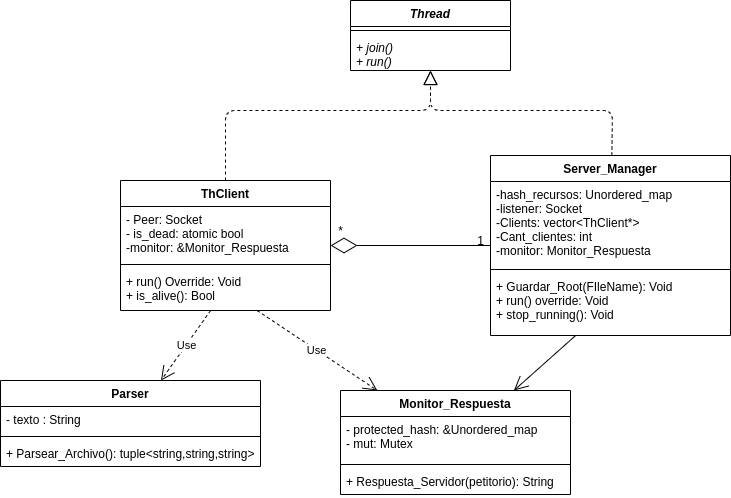 Thread
+ join()
+ run()
ThClient
- Peer: Socket
- is_dead: atomic bool
-monitor: &Monitor_Respuesta
+ run() Override: Void
+ is_alive(): Bool
*
1
Server_Manager
-hash_recursos: Unordered_map
-listener: Socket
-Clients: vector<ThClient*>
-Cant_clientes: int
-monitor: Monitor_Respuesta
+ Guardar_Root(FIleName): Void
+ run() override: Void
+ stop_running(): Void
Use
Use
Parser
- texto : String
+ Parsear_Archivo(): tuple<string,string,string>
Monitor_Respuesta
- protected_hash: &Unordered_map
- mut: Mutex
+ Respuesta_Servidor(petitorio): String